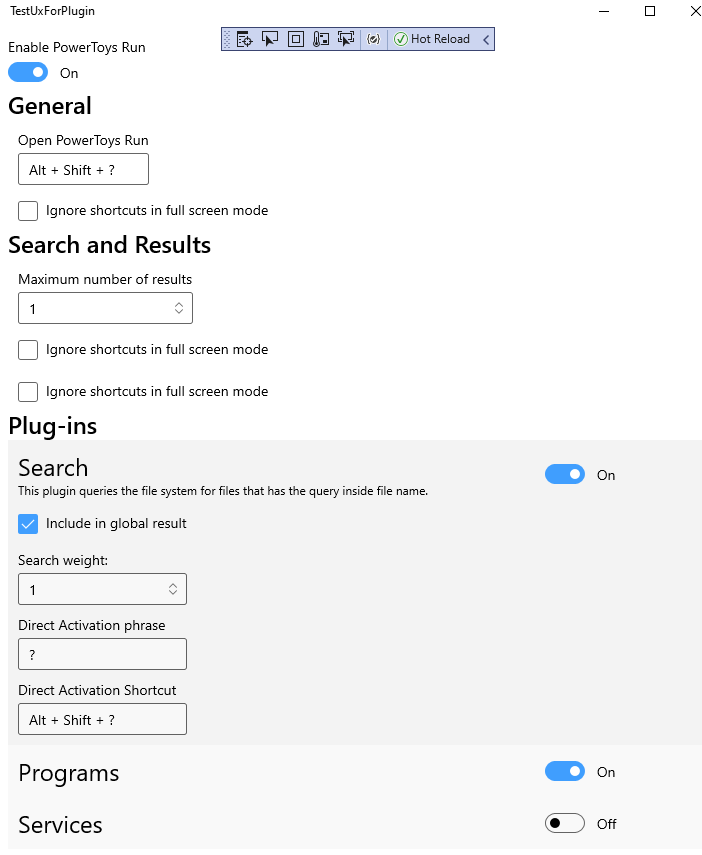 TestUxForPlugin
Hot Reload
Enable PowerToys Run
On
General
Open PowerToys Run
Alt + Shift + ?
Ignore shortcuts in full screen mode
Search and Results
Maximum number of results
1
Ignore shortcuts in full screen mode
Ignore shortcuts in full screen mode
Plug-ins
Search
On
This plugin queries the file system for files that has the query inside file name.
Include in global result
Search weight:
1
Direct Activation phrase
?
Direct Activation Shortcut
Alt + Shift + ?
Programs
On
Services
Off